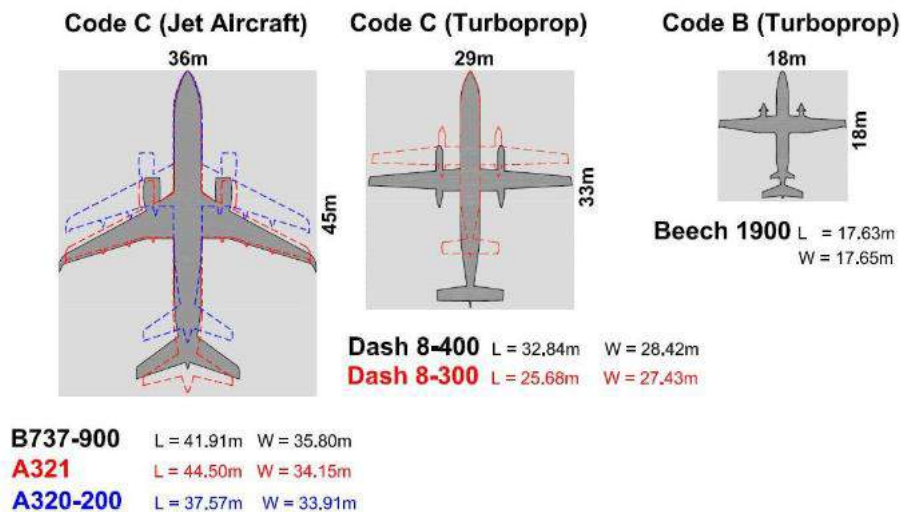 Code C (Jet Aircraft)
36m
45m
B737-900 L = 41.91m W = 35.80m
A321 L = 44.50m W = 34.15m
A320-200 L = 37.57m W = 33.91m
Code C (Turboprop)
29m
33m
Dash 8-400 L = 32.84m W = 28.42m
Dash 8-300 L = 25.68m W = 27.43m
Code B (Turboprop)
18m
18m
Beech 1900 L = 17.63m
W = 17.65m